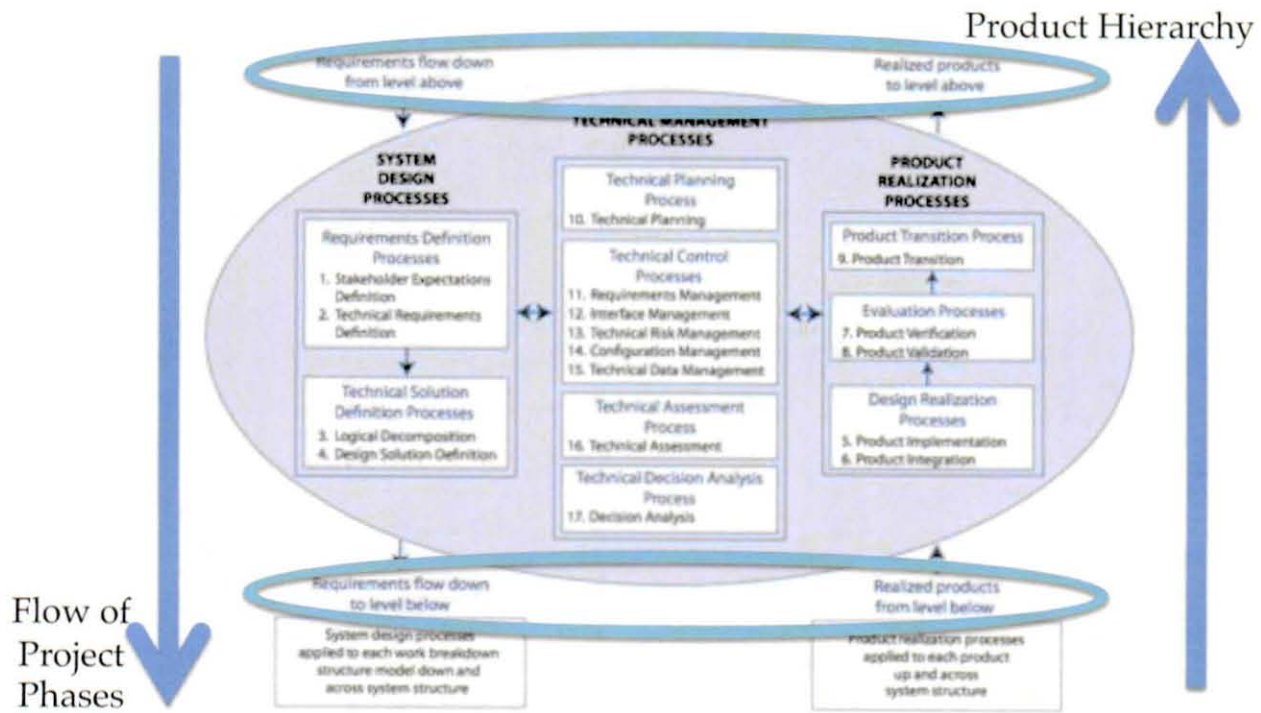 Product Hierarchy
Requirements flow down
from level above
Realized products
to level above
TECHNICAL MANAGEMENT
PROCESSES
SYSTEM
DESIGN
PROCESSES
Requirements Definition
Processes
1. Stakeholder Expectations
Definition
2. Technical Requirements
Definition
Technical Solution
Definition Processes
3. Logical Decomposition
4. Design Solution Definition
Technical Planning
Process
10. Technical Planning
Technical Control
Processes
11. Requirements Management
12. Interface Management
13. Technical Risk Management
14. Configuration Management
15. Technical Data Management
Technical Assessment
Process
16. Technical Assessment
Technical Decision Analysis
Process
17. Decision Analysis
PRODUCT
REALIZATION
PROCESSES
Product Transition Process
9. Product Transition
Evaluation Processes
7. Product Verification
8. Product Validation
Design Realization
Processes
5. Product Implementation
6. Product Integration
Requirements flow down
to level below
Realized products
from level below
System design processes
applied to each work breakdown
structure model down and
across system structure
Product realization processes
applied to each product
up and across
system structure
Flow of
Project
Phases